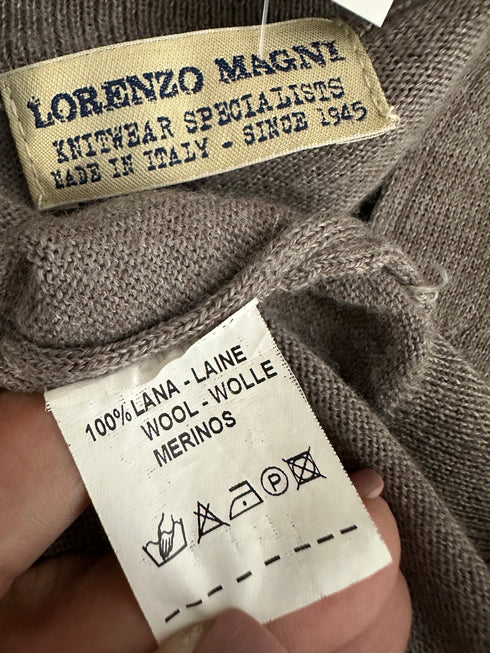 LORENZO MAGNI
KNITWEAR SPECIALISTS
MADE IN ITALY - SINCE 1945
100% LANA - LAINE
WOOL - WOLLE
MERINOS
P